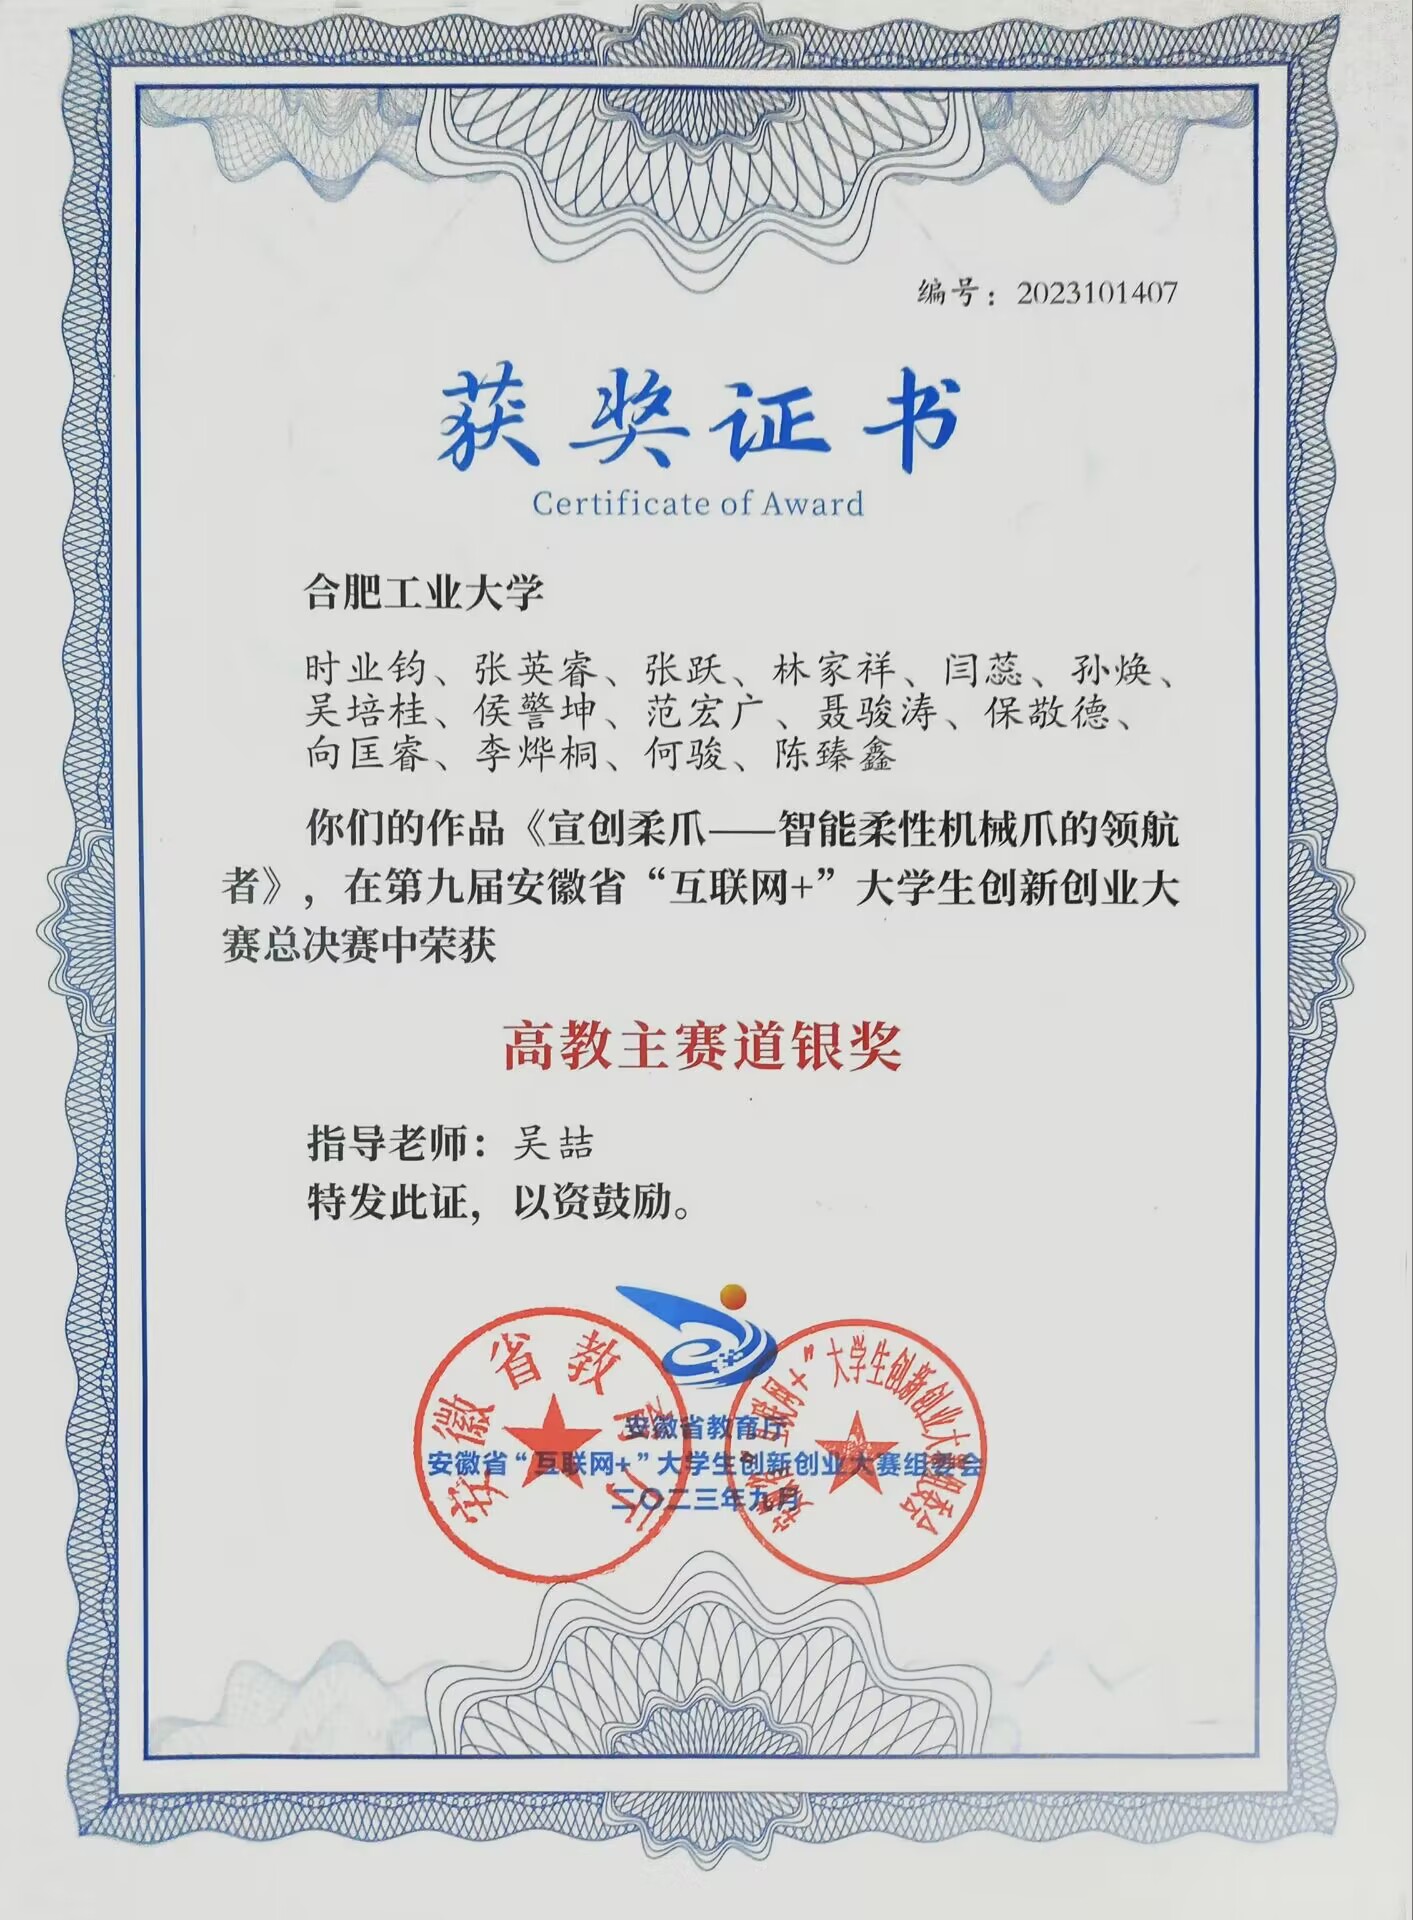 编号：2023101407
获奖证书
Certificate of Award
合肥工业大学
时业钧、张英睿、张跃、林家祥、闫蕊、孙焕、
吴培桂、侯警坤、范宏广、聂骏涛、保敬德、
向匡睿、李烨桐、何骏、陈臻鑫
你们的作品《宣创柔爪——智能柔性机械爪的领航
者》，在第九届安徽省“互联网+”大学生创新创业大
赛总决赛中荣获
高教主赛道银奖
指导老师：吴喆
特发此证，以资鼓励。
安徽省教育厅
安徽省“互联网+”大学生创新创业大赛组委会
二〇二三年九月
安徽省教育厅
安徽省“互联网+”大学生创新创业大赛组委会